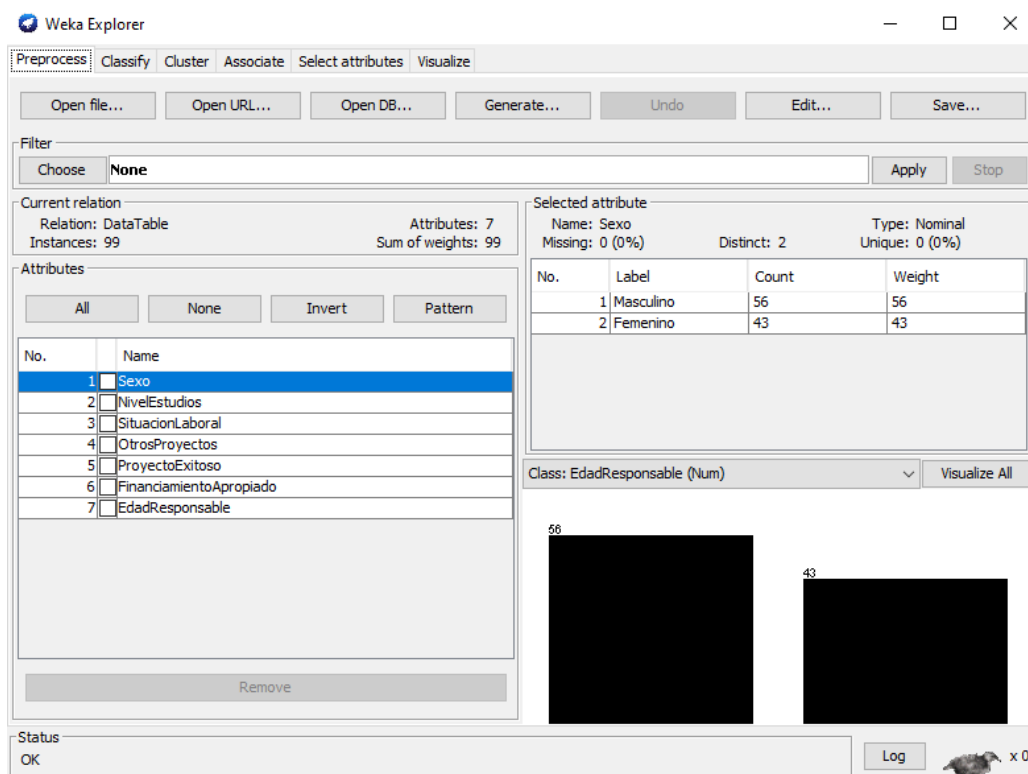 Weka Explorer
Preprocess Classify Cluster Associate Select attributes Visualize
Open file... Open URL... Open DB... Generate... Undo Edit... Save...
Filter
Choose None Apply Stop
Current relation
Relation: DataTable Attributes: 7
Instances: 99 Sum of weights: 99
Attributes
All None Invert Pattern
No. Name
1 Sexo
2 NivelEstudios
3 SituacionLaboral
4 OtrosProyectos
5 ProyectoExitoso
6 FinanciamientoApropiado
7 EdadResponsable
Remove
Selected attribute
Name: Sexo Type: Nominal
Missing: 0 (0%) Distinct: 2 Unique: 0 (0%)
No. Label Count Weight
1 Masculino 56 56
2 Femenino 43 43
Class: EdadResponsable (Num) Visualize All
56
43
Status
OK
Log x 0